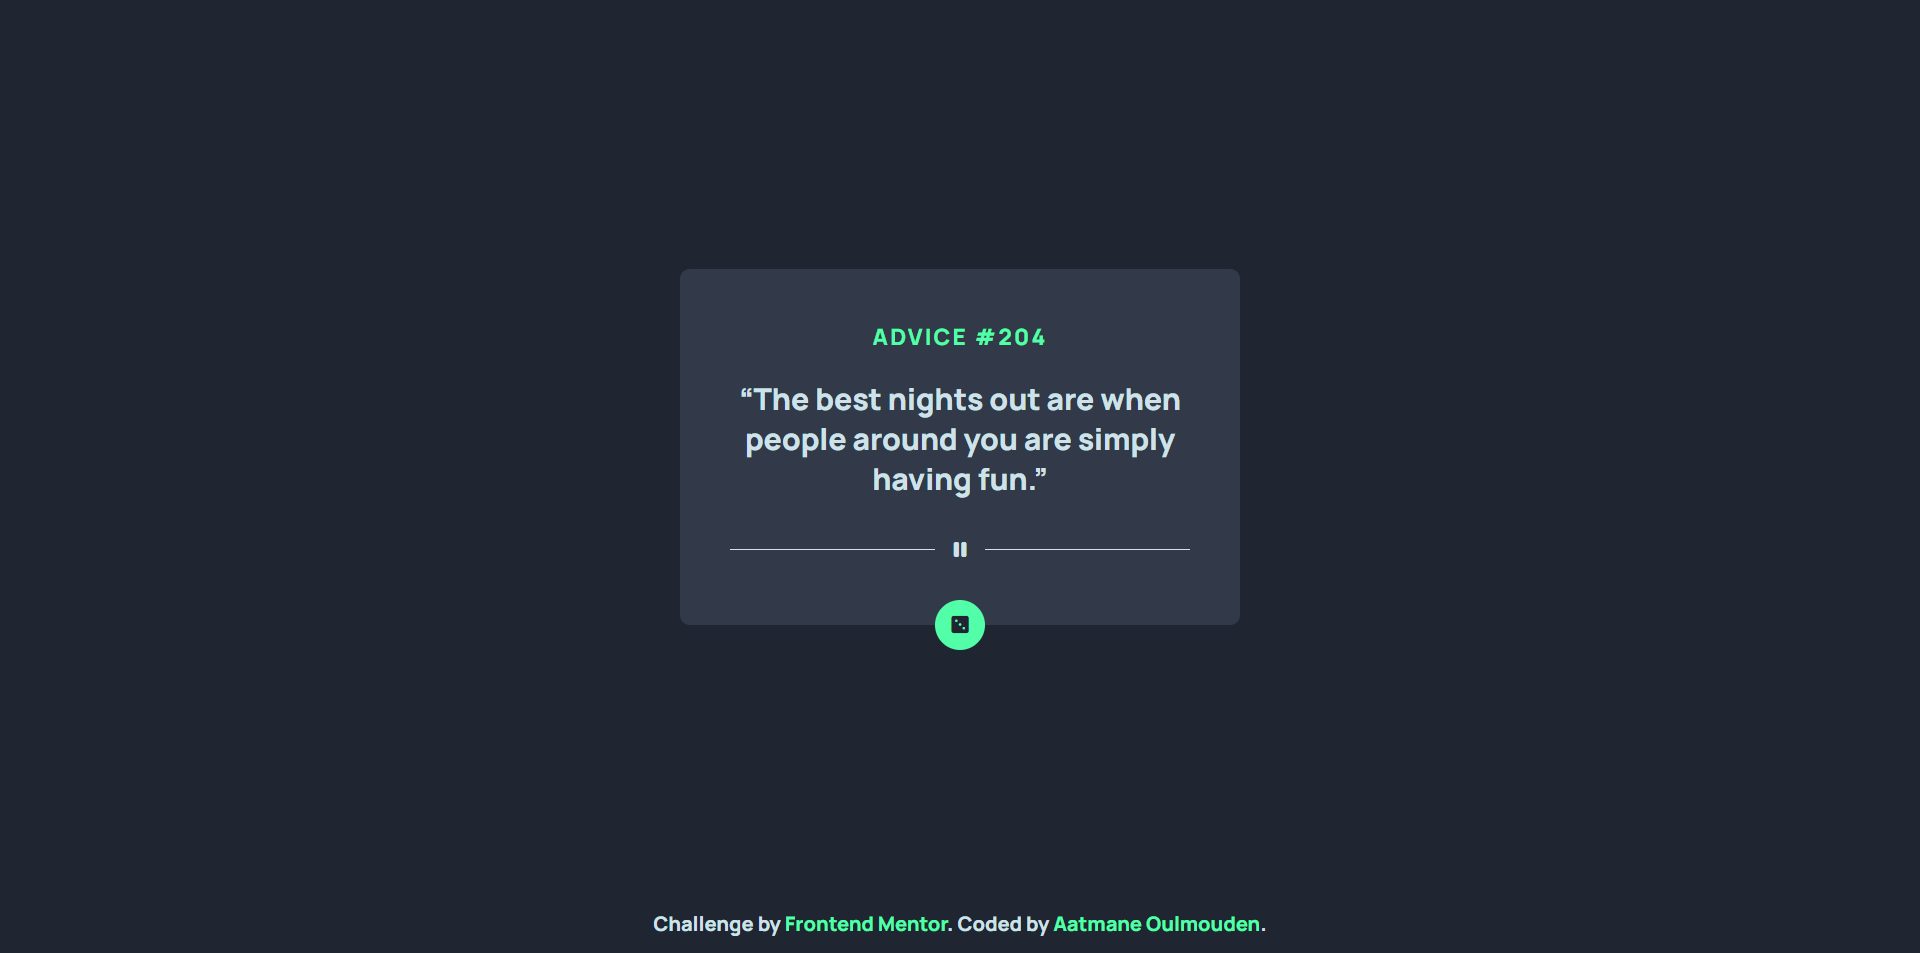 ADVICE #204
“The best nights out are when
people around you are simply
having fun.”
Challenge by Frontend Mentor. Coded by Aatmane Oulmouden.